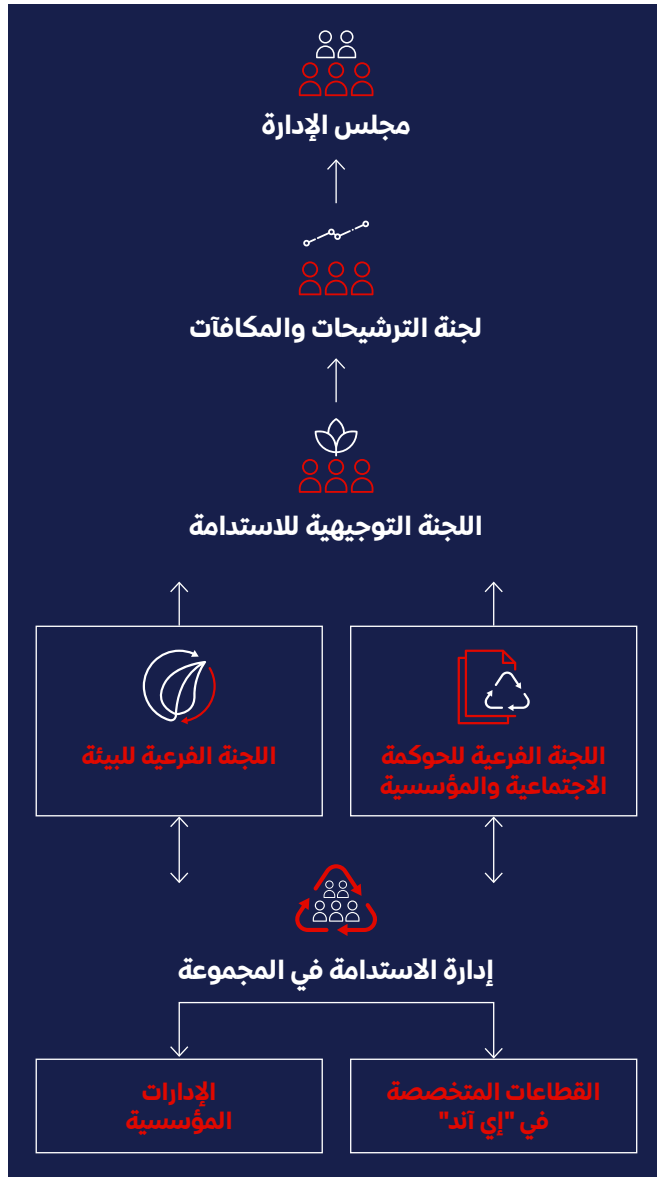 مجلس الإدارة
لجنة الترشيحات والمكافآت
اللجنة التوجيهية للاستدامة
اللجنة الفرعية للحوكمة
الاجتماعية والمؤسسية
اللجنة الفرعية للبيئة
إدارة الاستدامة في المجموعة
القطاعات المتخصصة
في "إي آند"
الإدارات
المؤسسية